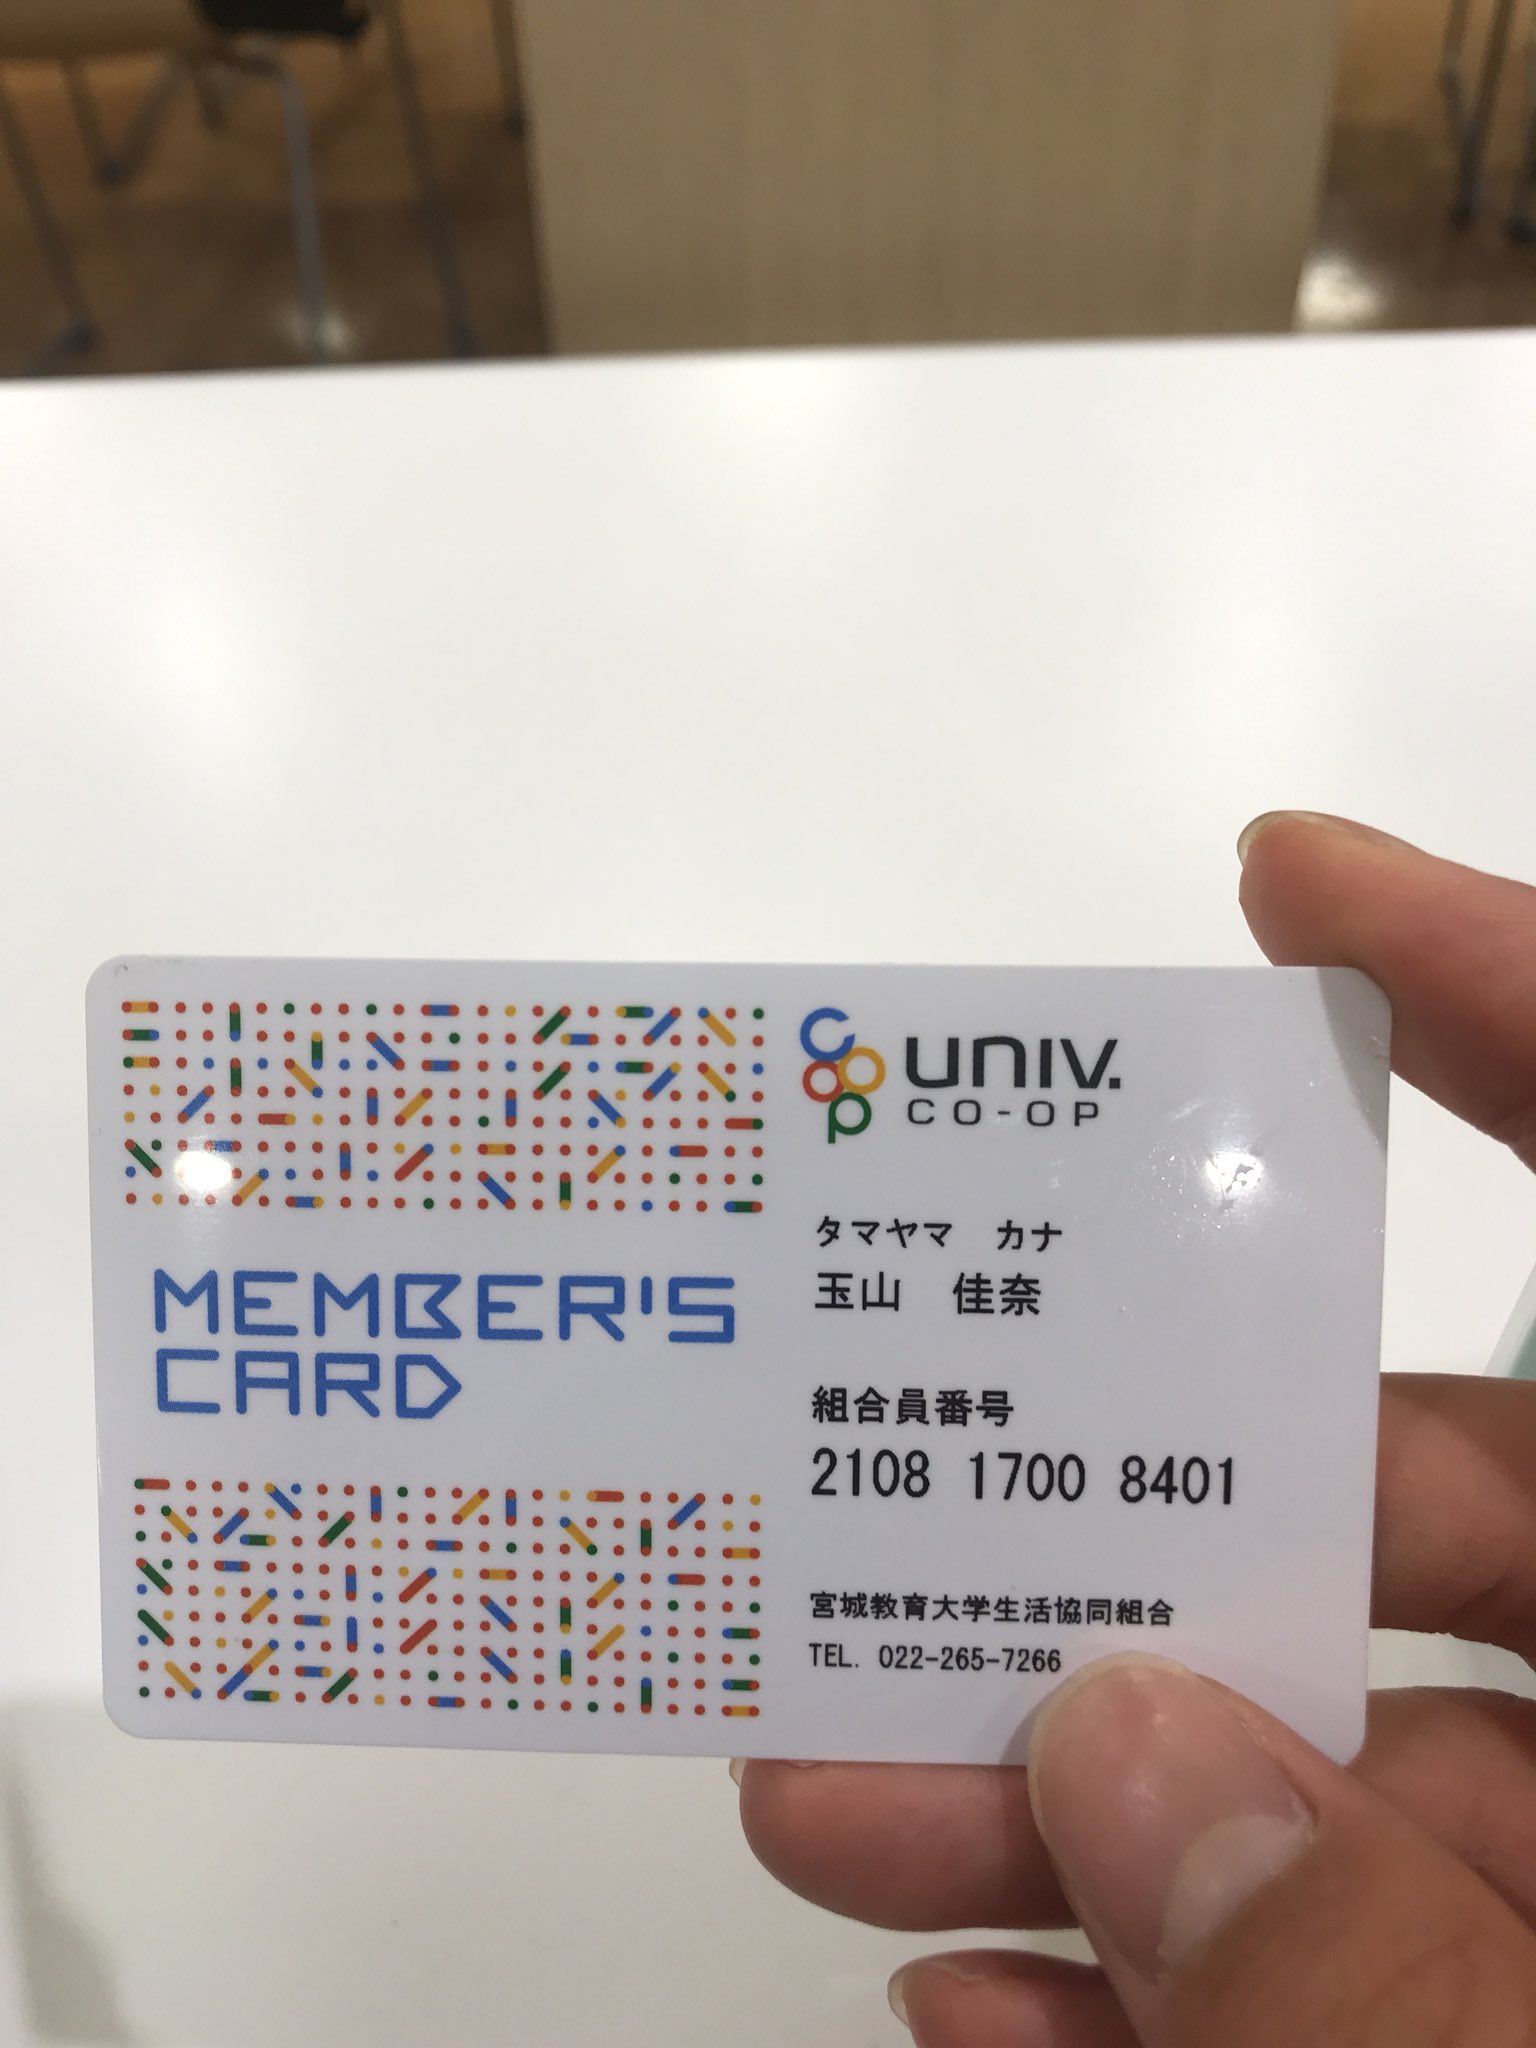 MEMBER'S
CARD
coop
UNIV.
CO-OP
タマヤマ　カナ
玉山　佳奈
組合員番号
2108 1700 8401
宮城教育大学生活協同組合
TEL. 022-265-7266